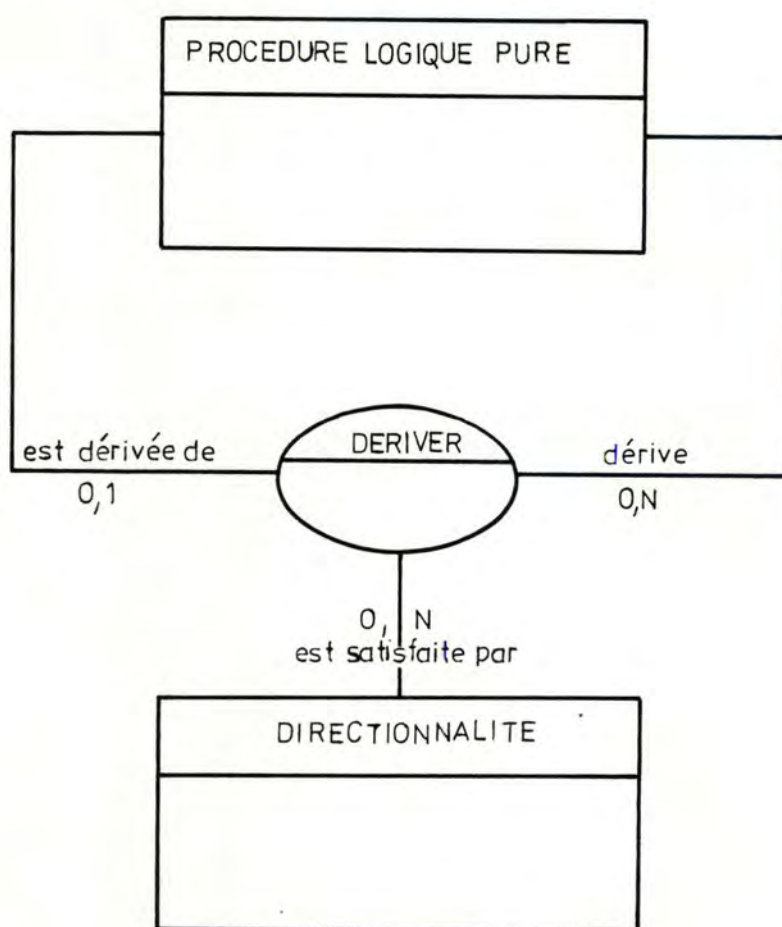 PROCEDURE LOGIQUE PURE
DERIVER
est dérivée de
0,1
dérive
0,N
0, N
est satisfaite par
DIRECTIONNALITE